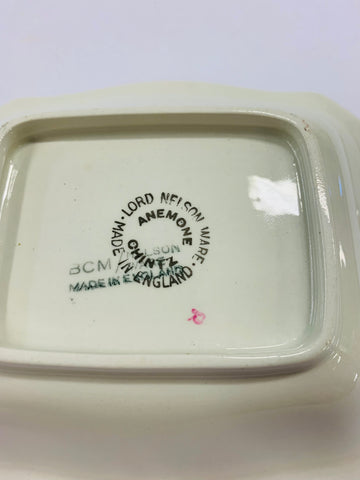 · LORD NELSON WARE ·
ANEMONE
CHINTZ
MADE IN ENGLAND
BCM / NELSON
MADE IN ENGLAND